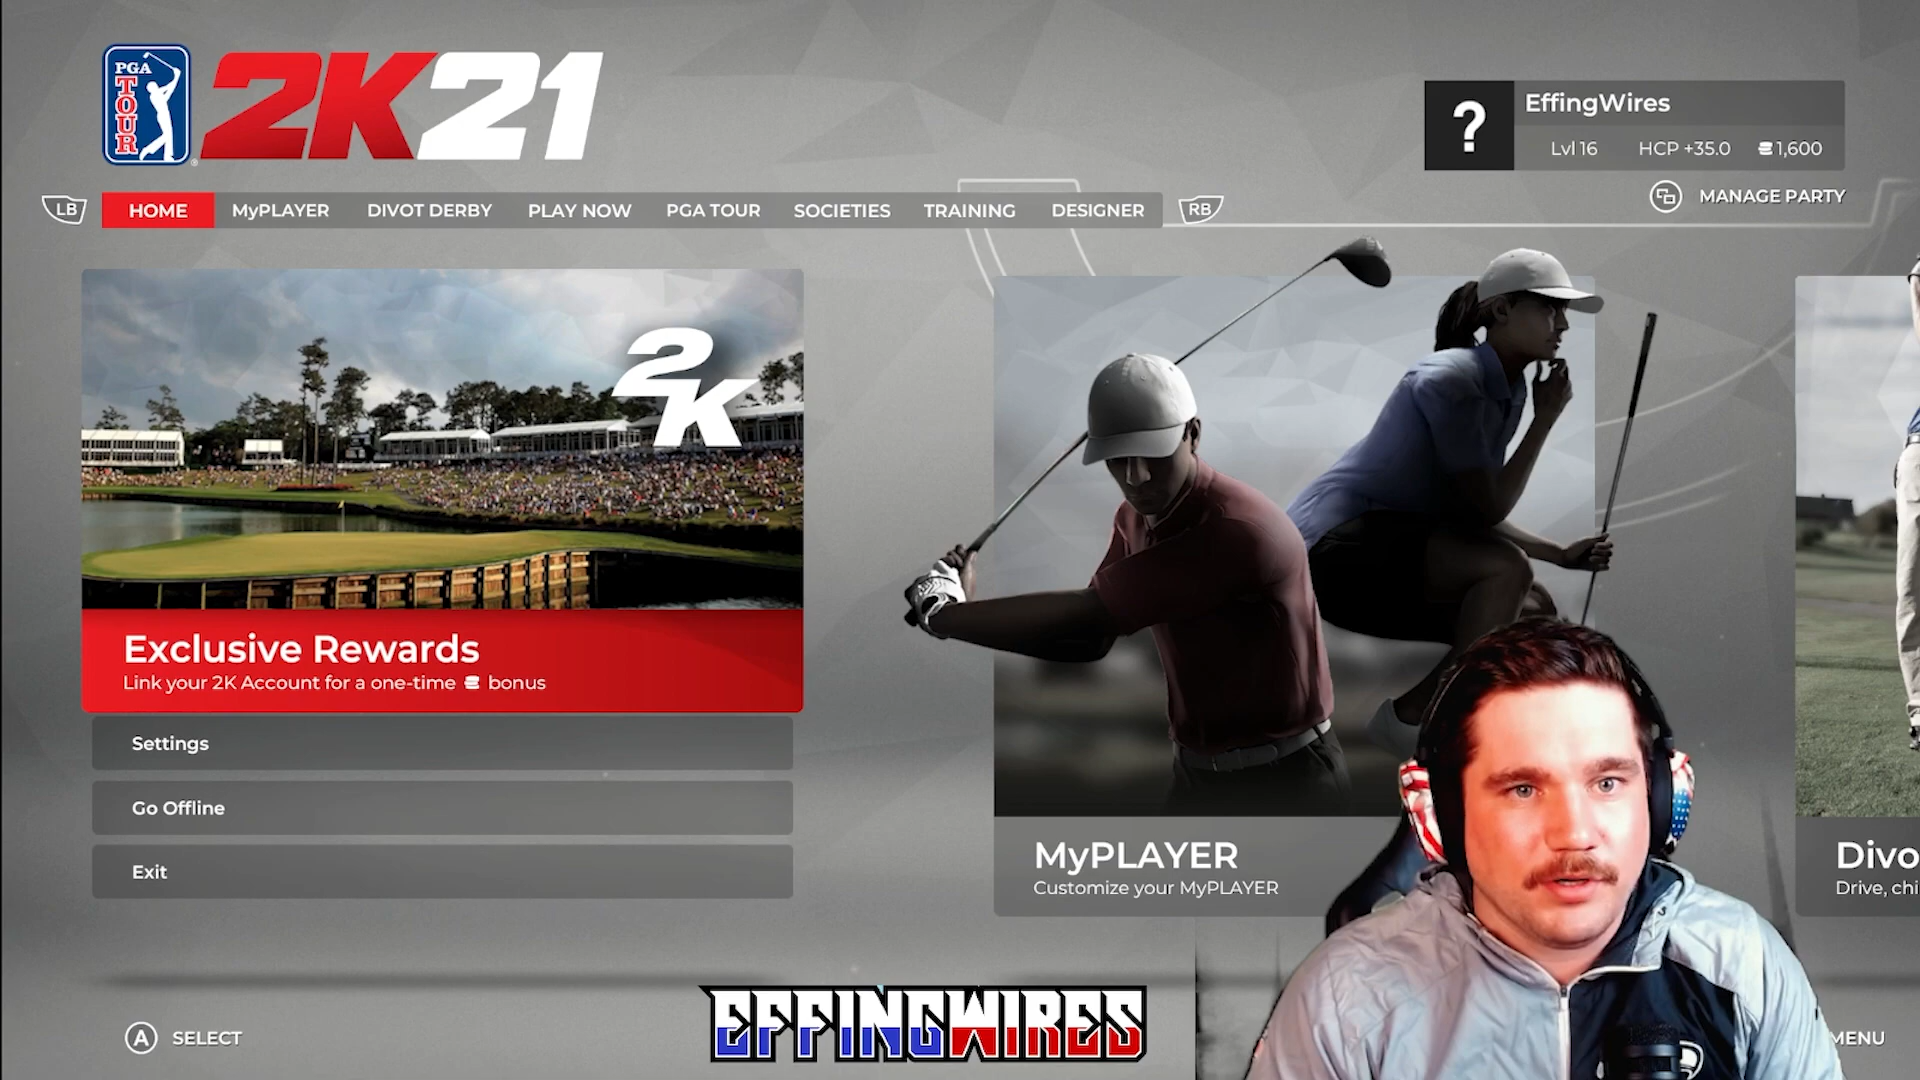 PGA
TOUR
2K21
?
EffingWires
Lvl 16 HCP +35.0 1,600
MANAGE PARTY
LB HOME MyPLAYER DIVOT DERBY PLAY NOW PGA TOUR SOCIETIES TRAINING DESIGNER RB
2K
Exclusive Rewards
Link your 2K Account for a one-time bonus
Settings
Go Offline
Exit
MyPLAYER
Customize your MyPLAYER
Divo
Drive, chi
A SELECT
EFFINGWIRES
MENU